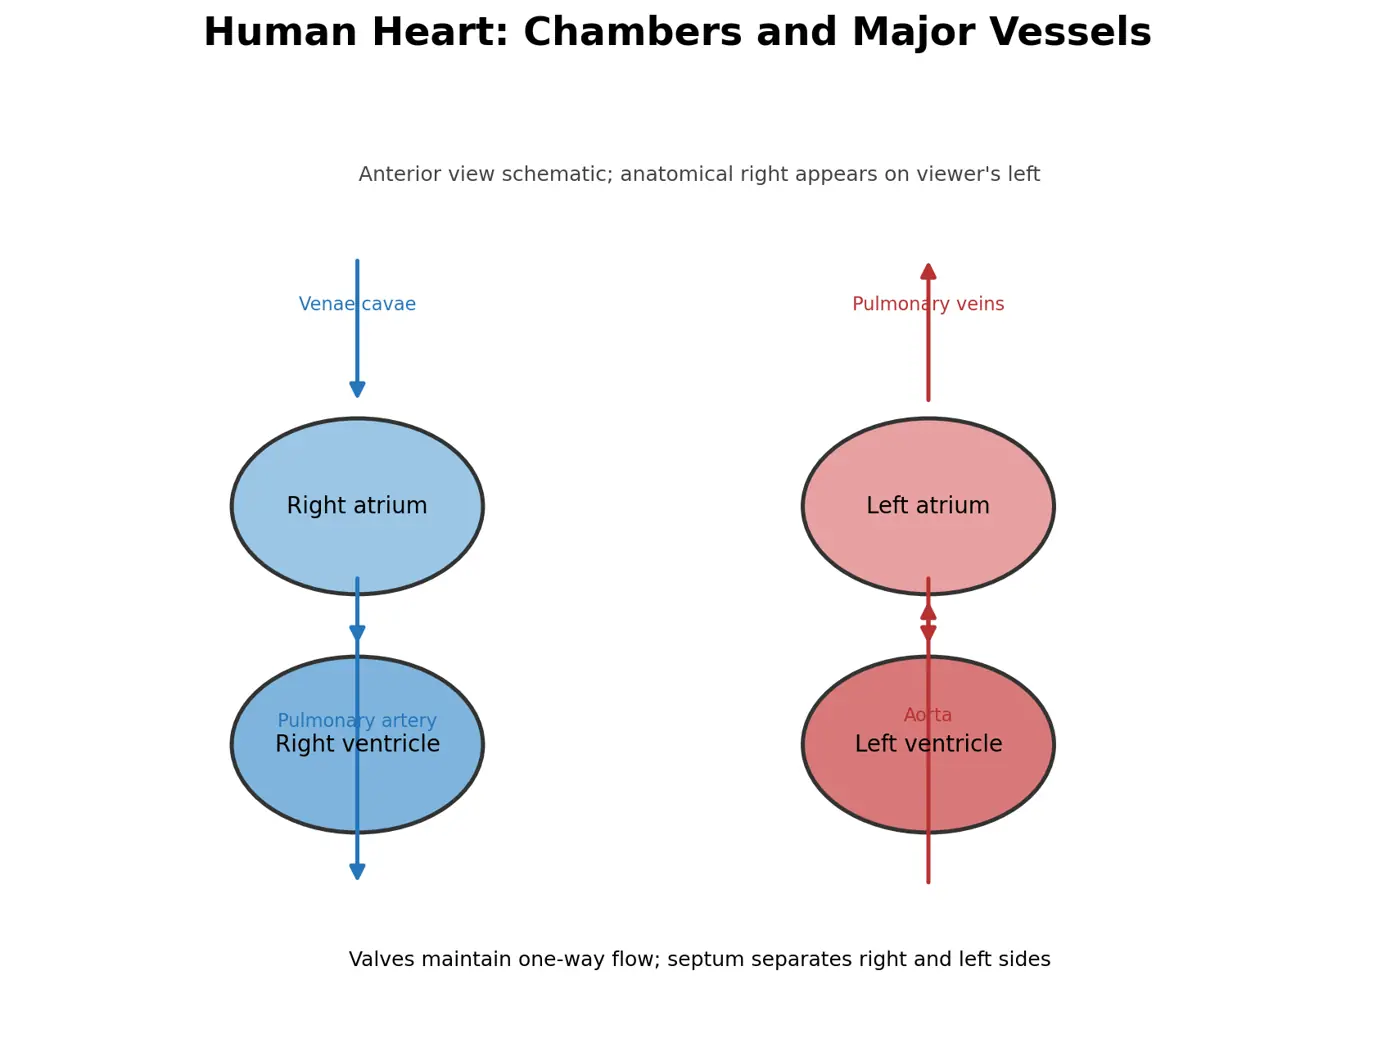 Human Heart: Chambers and Major Vessels
Anterior view schematic; anatomical right appears on viewer's left
Venae cavae
Pulmonary veins
Right atrium
Left atrium
Pulmonary artery
Aorta
Right ventricle
Left ventricle
Valves maintain one-way flow; septum separates right and left sides